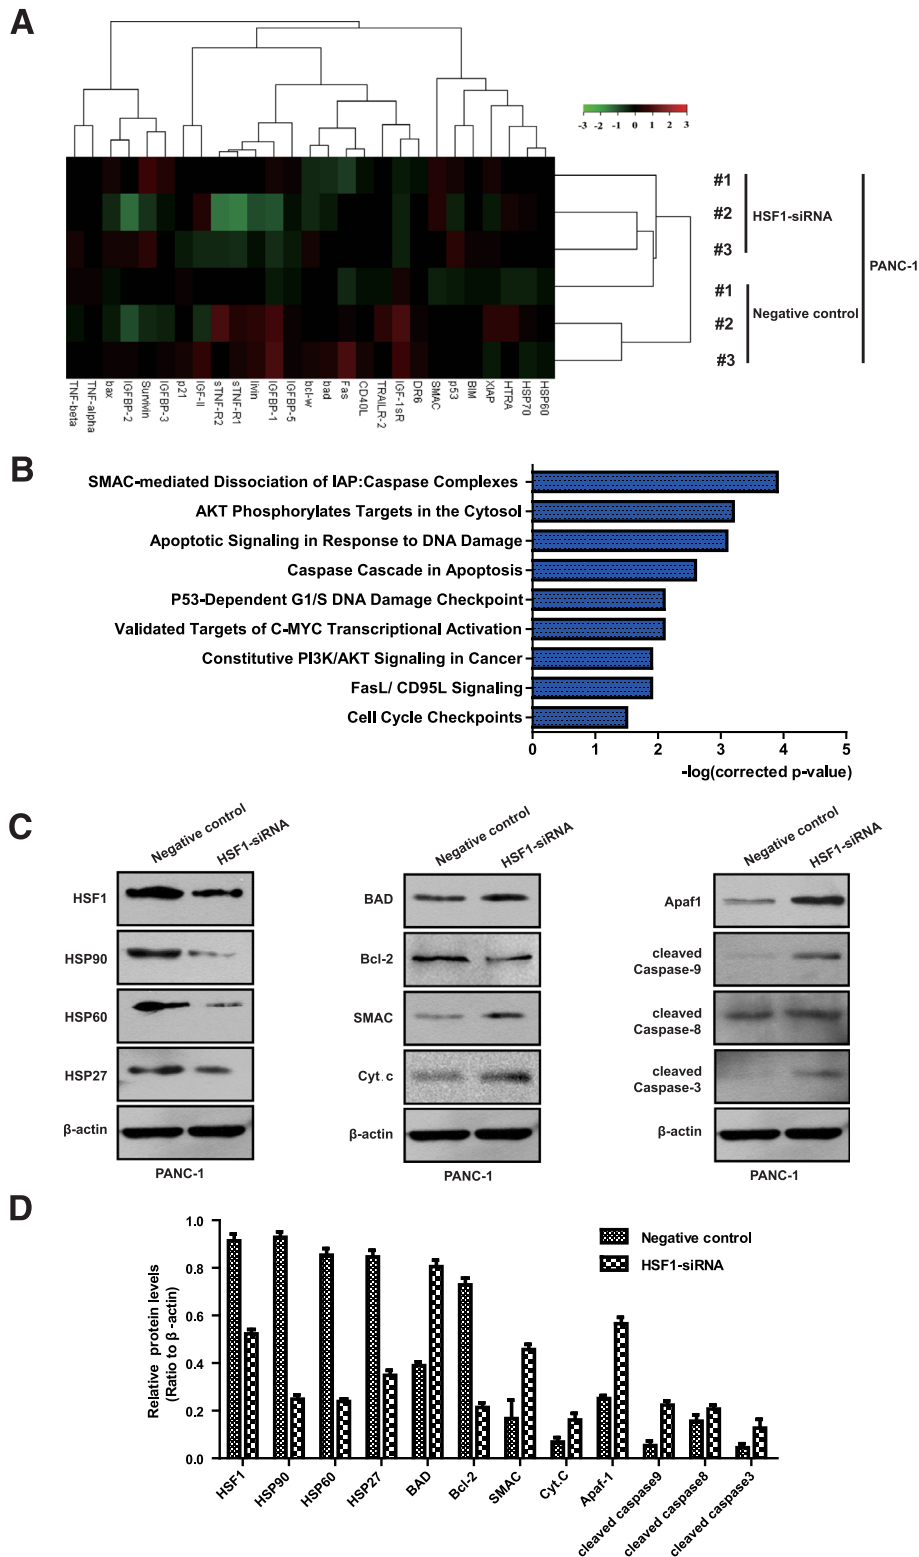 A
-3 -2 -1 0 1 2 3
#1
#2
#3
HSF1-siRNA
#1
#2
#3
Negative control
PANC-1
TNF-beta
TNF-alpha
bax
IGFBP-2
Survivin
IGFBP-3
p21
IGF-II
sTNF-R2
sTNF-R1
livin
IGFBP-1
IGFBP-5
bcl-w
bad
Fas
CD40L
TRAILR-2
IGF-1sR
DR6
SMAC
p53
BIM
XIAP
HTRA
HSP70
HSP60
B
SMAC-mediated Dissociation of IAP:Caspase Complexes
AKT Phosphorylates Targets in the Cytosol
Apoptotic Signaling in Response to DNA Damage
Caspase Cascade in Apoptosis
P53-Dependent G1/S DNA Damage Checkpoint
Validated Targets of C-MYC Transcriptional Activation
Constitutive PI3K/AKT Signaling in Cancer
FasL/ CD95L Signaling
Cell Cycle Checkpoints
0 1 2 3 4 5
-log(corrected p-value)
C
Negative control
HSF1-siRNA
HSF1
HSP90
HSP60
HSP27
β-actin
PANC-1
Negative control
HSF1-siRNA
BAD
Bcl-2
SMAC
Cyt. c
β-actin
PANC-1
Negative control
HSF1-siRNA
Apaf1
cleaved
Caspase-9
cleaved
Caspase-8
cleaved
Caspase-3
β-actin
PANC-1
D
Relative protein levels
(Ratio to β -actin)
1.0
0.8
0.6
0.4
0.2
0.0
Negative control
HSF1-siRNA
HSF1
HSP90
HSP60
HSP27
BAD
Bcl-2
SMAC
Cyt.C
Apaf-1
cleaved caspase9
cleaved caspase8
cleaved caspase3